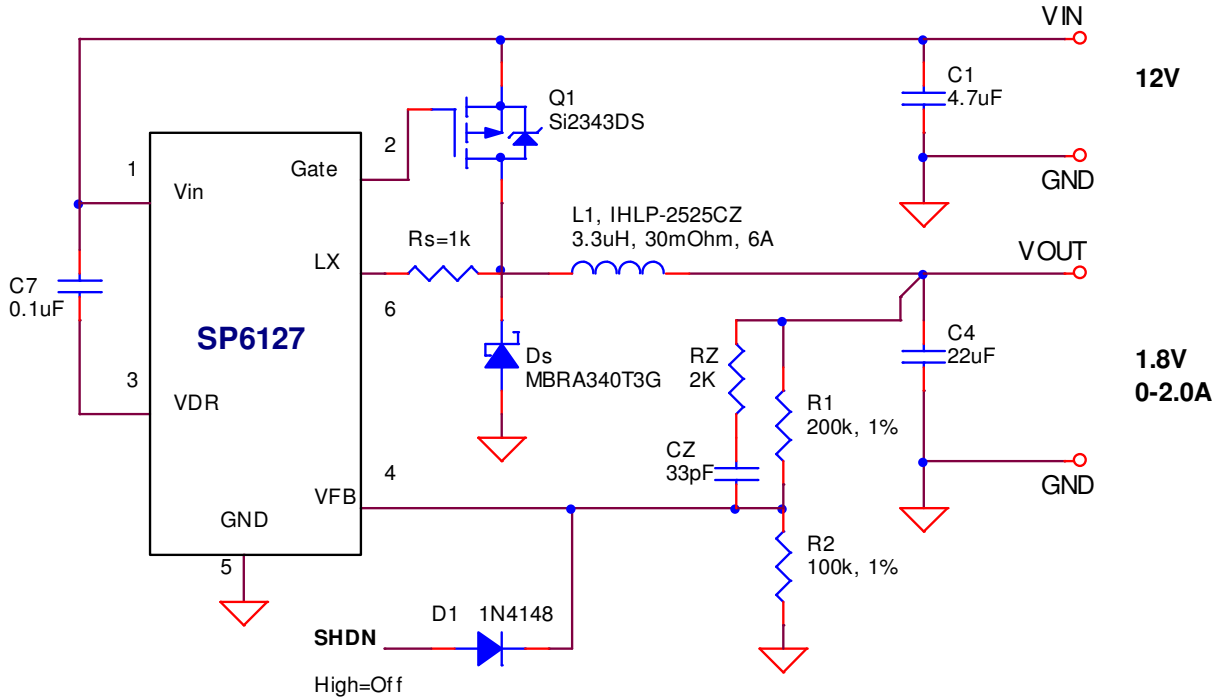 VIN
12V
C1
4.7uF
GND
Q1
Si2343DS
2
Gate
1
Vin
L1, IHLP-2525CZ
3.3uH, 30mOhm, 6A
VOUT
Rs=1k
LX
6
C7
0.1uF
SP6127
Ds
MBRA340T3G
RZ
2K
C4
22uF
1.8V
0-2.0A
3
VDR
R1
200k, 1%
CZ
33pF
4
VFB
GND
GND
5
R2
100k, 1%
D1 1N4148
SHDN
High=Off